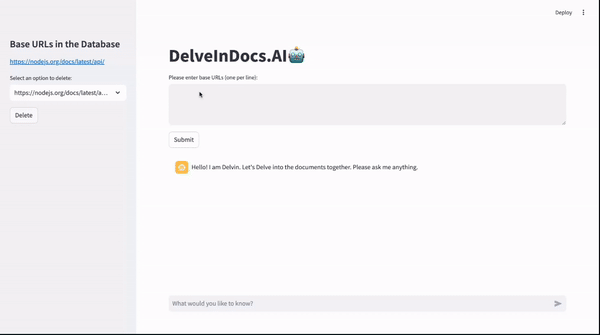 Deploy
Base URLs in the Database
https://nodejs.org/docs/latest/api/
Select an option to delete:
https://nodejs.org/docs/latest/a...
Delete
DelveInDocs.AI🤖
Please enter base URLs (one per line):
Submit
Hello! I am Delvin. Let's Delve into the documents together. Please ask me anything.
What would you like to know?